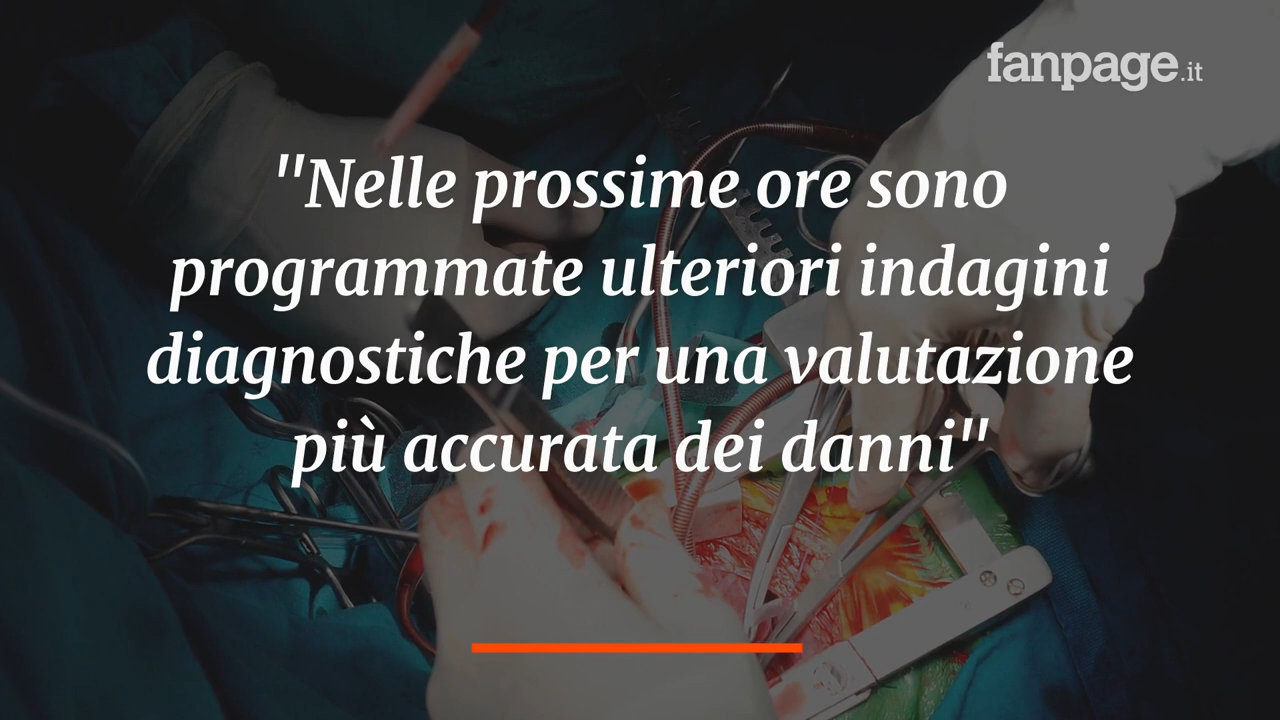 fanpage.it
"Nelle prossime ore sono
programmate ulteriori indagini
diagnostiche per una valutazione
più accurata dei danni"